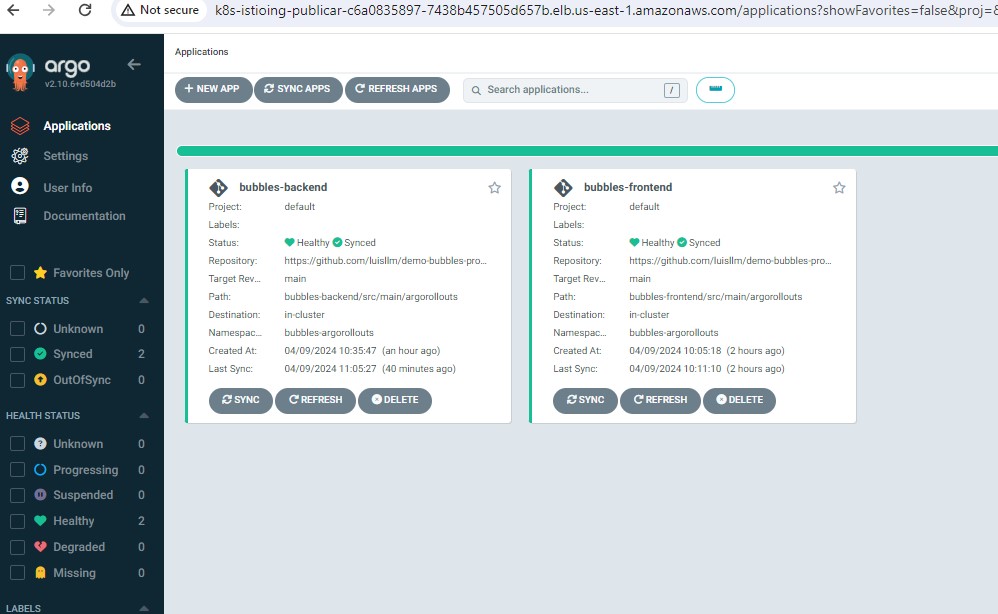 Not secure k8s-istioing-publicar-c6a0835897-7438b457505d657b.elb.us-east-1.amazonaws.com/applications?showFavorites=false&proj=&
argo
v2.10.6+d504d2b
Applications
Settings
User Info
Documentation
Favorites Only
SYNC STATUS
Unknown 0
Synced 2
OutOfSync 0
HEALTH STATUS
Unknown 0
Progressing 0
Suspended 0
Healthy 2
Degraded 0
Missing 0
LABELS
Applications
+ NEW APP SYNC APPS REFRESH APPS Search applications... /
bubbles-backend
Project: default
Labels:
Status: Healthy Synced
Repository: https://github.com/luisllm/demo-bubbles-pro...
Target Rev... main
Path: bubbles-backend/src/main/argorollouts
Destination: in-cluster
Namespac... bubbles-argorollouts
Created At: 04/09/2024 10:35:47 (an hour ago)
Last Sync: 04/09/2024 11:05:27 (40 minutes ago)
SYNC REFRESH DELETE
bubbles-frontend
Project: default
Labels:
Status: Healthy Synced
Repository: https://github.com/luisllm/demo-bubbles-pro...
Target Rev... main
Path: bubbles-frontend/src/main/argorollouts
Destination: in-cluster
Namespac... bubbles-argorollouts
Created At: 04/09/2024 10:05:18 (2 hours ago)
Last Sync: 04/09/2024 10:11:10 (2 hours ago)
SYNC REFRESH DELETE